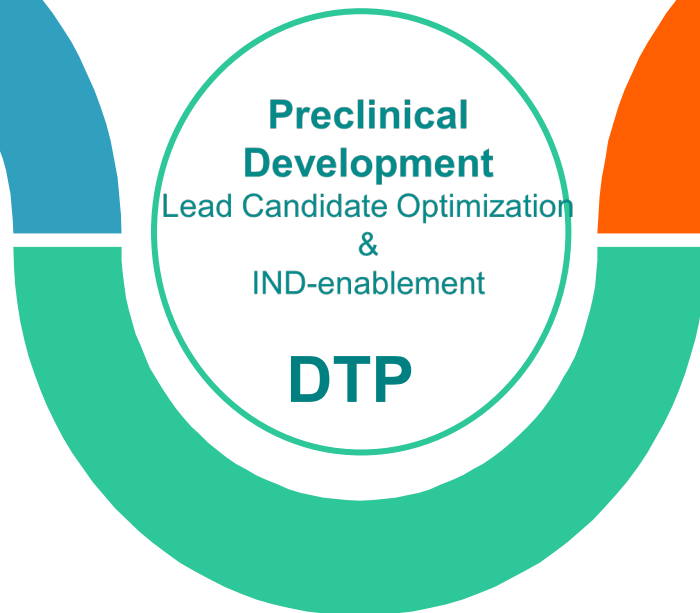 Preclinical
Development
Lead Candidate Optimization
&
IND-enablement
DTP